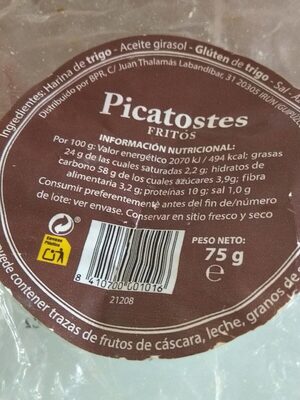 Ingredientes: Harina de trigo - Aceite girasol - Glúten de trigo - Sal -
Distribuido por BPR, C/ Juan Thalamás Labandibar, 31 20305 IRUN (GUIPUZ
Picatostes
FRITOS
INFORMACIÓN NUTRICIONAL:
Por 100 g: Valor energético 2070 kJ / 494 kcal; grasas
24 g de las cuales saturadas 2,2 g; hidratos de
carbono 58 g de los cuales azúcares 3,9g; fibra
alimentaria 3,2 g; proteínas 10 g; sal 1,0 g
Consumir preferentemente antes del fin de/número
de lote: ver envase. Conservar en sitio fresco y seco
PESO NETO:
75 g
e
8 410700 001016
21208
Puede contener trazas de frutos de cáscara, leche, granos de